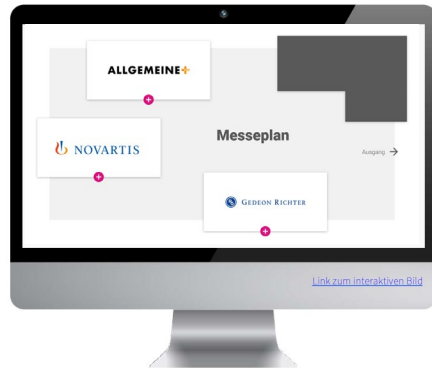 ALLGEMEINE+
NOVARTIS
Messeplan
Ausgang →
GEDEON RICHTER
Link zum interaktiven Bild